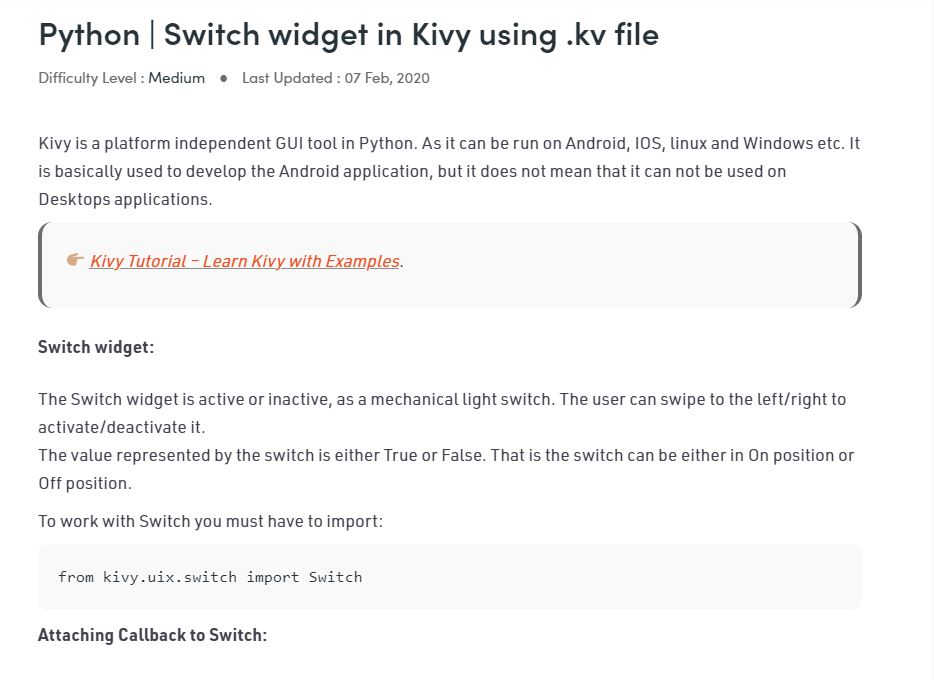 Python | Switch widget in Kivy using .kv file
Difficulty Level : Medium ● Last Updated : 07 Feb, 2020
Kivy is a platform independent GUI tool in Python. As it can be run on Android, IOS, linux and Windows etc. It
is basically used to develop the Android application, but it does not mean that it can not be used on
Desktops applications.
👉🏽 Kivy Tutorial – Learn Kivy with Examples.
Switch widget:
The Switch widget is active or inactive, as a mechanical light switch. The user can swipe to the left/right to
activate/deactivate it.
The value represented by the switch is either True or False. That is the switch can be either in On position or
Off position.
To work with Switch you must have to import:
from kivy.uix.switch import Switch
Attaching Callback to Switch: